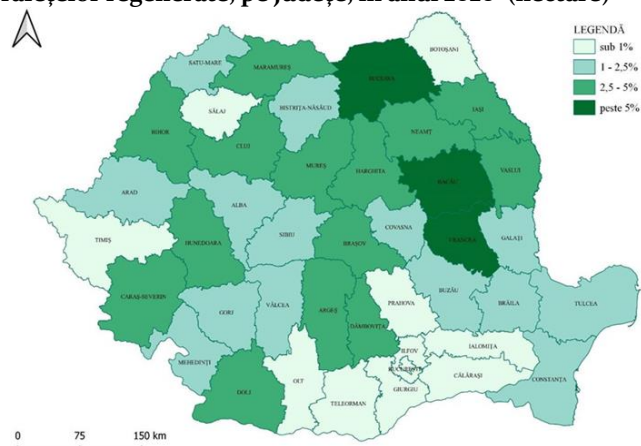 regenerate, pe județe, în anul (hectare)
LEGENDĂ
sub 1%
1 - 2,5%
2,5 - 5%
peste 5%
BOTOȘANI
SATU-MARE
MARAMUREȘ
SUCEAVA
SĂLAJ
BISTRIȚA-NĂSĂUD
IAȘI
BIHOR
CLUJ
NEAMȚ
MUREȘ
HARGHITA
BACĂU
VASLUI
ARAD
ALBA
TIMIȘ
HUNEDOARA
SIBIU
BRAȘOV
COVASNA
VRANCEA
GALAȚI
CARAȘ-SEVERIN
GORJ
VÂLCEA
ARGEȘ
DÂMBOVIȚA
PRAHOVA
BUZĂU
BRĂILA
TULCEA
MEHEDINȚI
DOLJ
OLT
TELEORMAN
ILFOV
BUCUREȘTI
GIURGIU
IALOMIȚA
CĂLĂRAȘI
CONSTANȚA
0 75 150 km